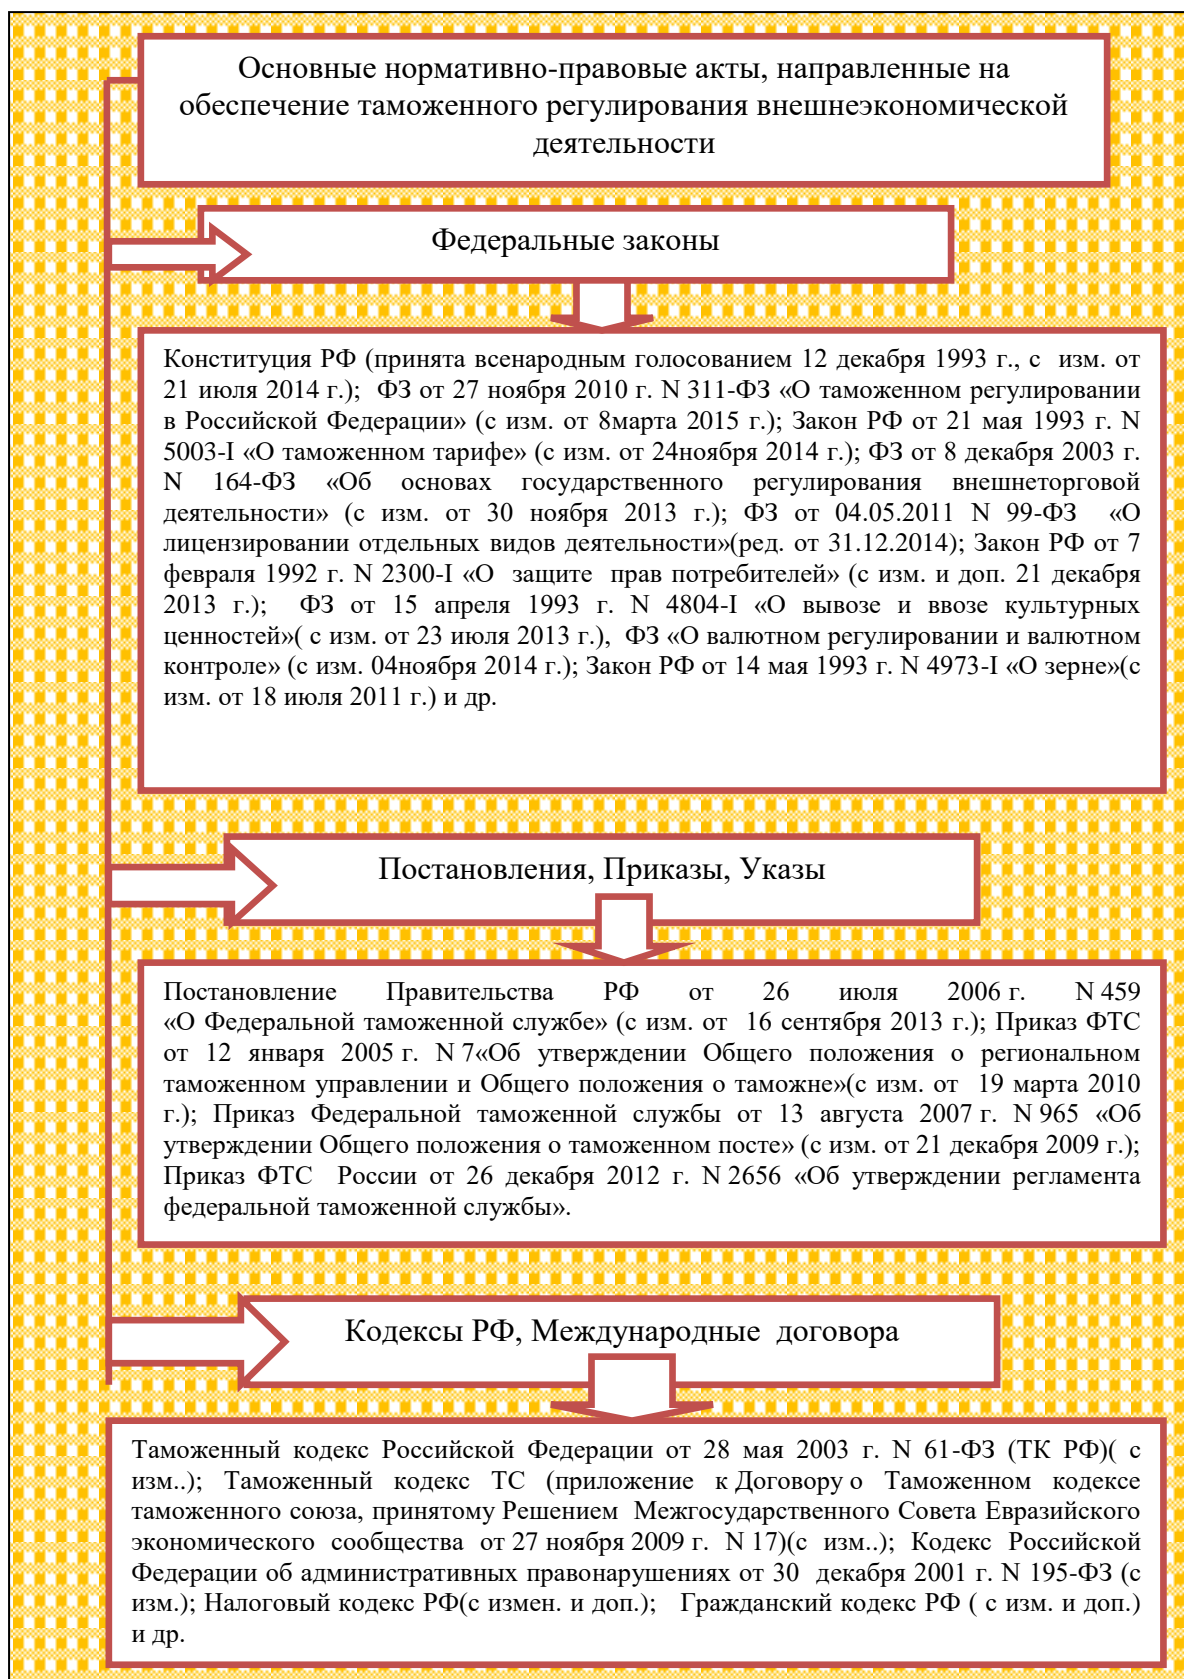 Основные нормативно-правовые акты, направленные на
обеспечение таможенного регулирования внешнеэкономической
деятельности
Федеральные законы
Конституция РФ (принята всенародным голосованием 12 декабря 1993 г., с изм. от
21 июля 2014 г.); ФЗ от 27 ноября 2010 г. N 311-ФЗ «О таможенном регулировании
в Российской Федерации» (с изм. от 8марта 2015 г.); Закон РФ от 21 мая 1993 г. N
5003-I «О таможенном тарифе» (с изм. от 24ноября 2014 г.); ФЗ от 8 декабря 2003 г.
N 164-ФЗ «Об основах государственного регулирования внешнеторговой
деятельности» (с изм. от 30 ноября 2013 г.); ФЗ от 04.05.2011 N 99-ФЗ «О
лицензировании отдельных видов деятельности»(ред. от 31.12.2014); Закон РФ от 7
февраля 1992 г. N 2300-I «О защите прав потребителей» (с изм. и доп. 21 декабря
2013 г.); ФЗ от 15 апреля 1993 г. N 4804-I «О вывозе и ввозе культурных
ценностей»( с изм. от 23 июля 2013 г.), ФЗ «О валютном регулировании и валютном
контроле» (с изм. 04ноября 2014 г.); Закон РФ от 14 мая 1993 г. N 4973-I «О зерне»(с
изм. от 18 июля 2011 г.) и др.
Постановления, Приказы, Указы
Постановление Правительства РФ от 26 июля 2006 г. N 459
«О Федеральной таможенной службе» (с изм. от 16 сентября 2013 г.); Приказ ФТС
от 12 января 2005 г. N 7«Об утверждении Общего положения о региональном
таможенном управлении и Общего положения о таможне»(с изм. от 19 марта 2010
г.); Приказ Федеральной таможенной службы от 13 августа 2007 г. N 965 «Об
утверждении Общего положения о таможенном посте» (с изм. от 21 декабря 2009 г.);
Приказ ФТС России от 26 декабря 2012 г. N 2656 «Об утверждении регламента
федеральной таможенной службы».
Кодексы РФ, Международные договора
Таможенный кодекс Российской Федерации от 28 мая 2003 г. N 61-ФЗ (ТК РФ)( с
изм..); Таможенный кодекс ТС (приложение к Договору о Таможенном кодексе
таможенного союза, принятому Решением Межгосударственного Совета Евразийского
экономического сообщества от 27 ноября 2009 г. N 17)(с изм..); Кодекс Российской
Федерации об административных правонарушениях от 30 декабря 2001 г. N 195-ФЗ (с
изм.); Налоговый кодекс РФ(с измен. и доп.); Гражданский кодекс РФ ( с изм. и доп.)
и др.